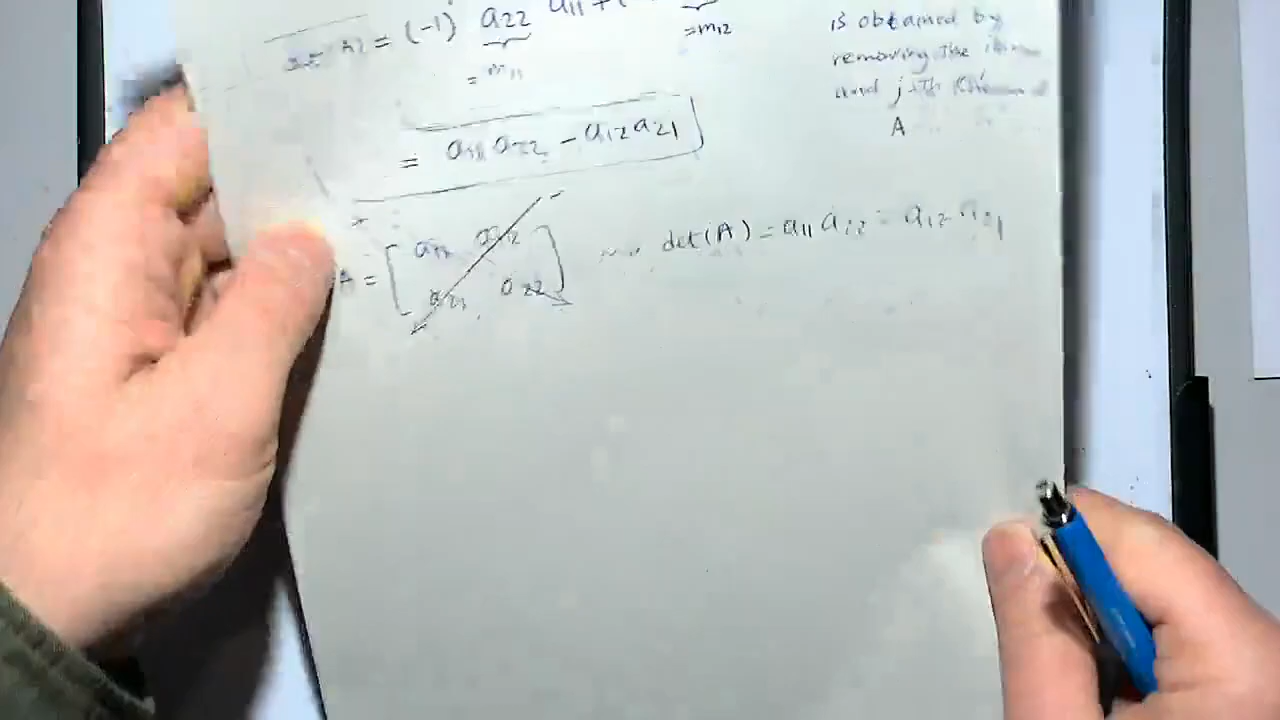 = (-1) a22 a11 + (
= m11
= m12
= a11 a22 - a12 a21
A = [ a11 a12
a21 a22 ]
det(A) = a11 a22 - a12 a21
is obtained by
removing the
and j-th
A